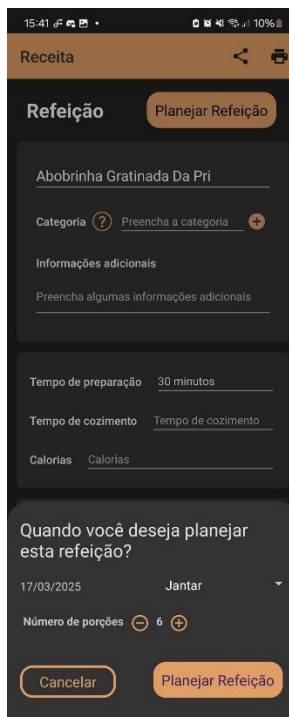 15:41
10%
Receita
Refeição
Planejar Refeição
Abobrinha Gratinada Da Pri
Categoria ? Preencha a categoria +
Informações adicionais
Preencha algumas informações adicionais
Tempo de preparação 30 minutos
Tempo de cozimento Tempo de cozimento
Calorias Calorias
Quando você deseja planejar
esta refeição?
17/03/2025 Jantar
Número de porções - 6 +
Cancelar Planejar Refeição